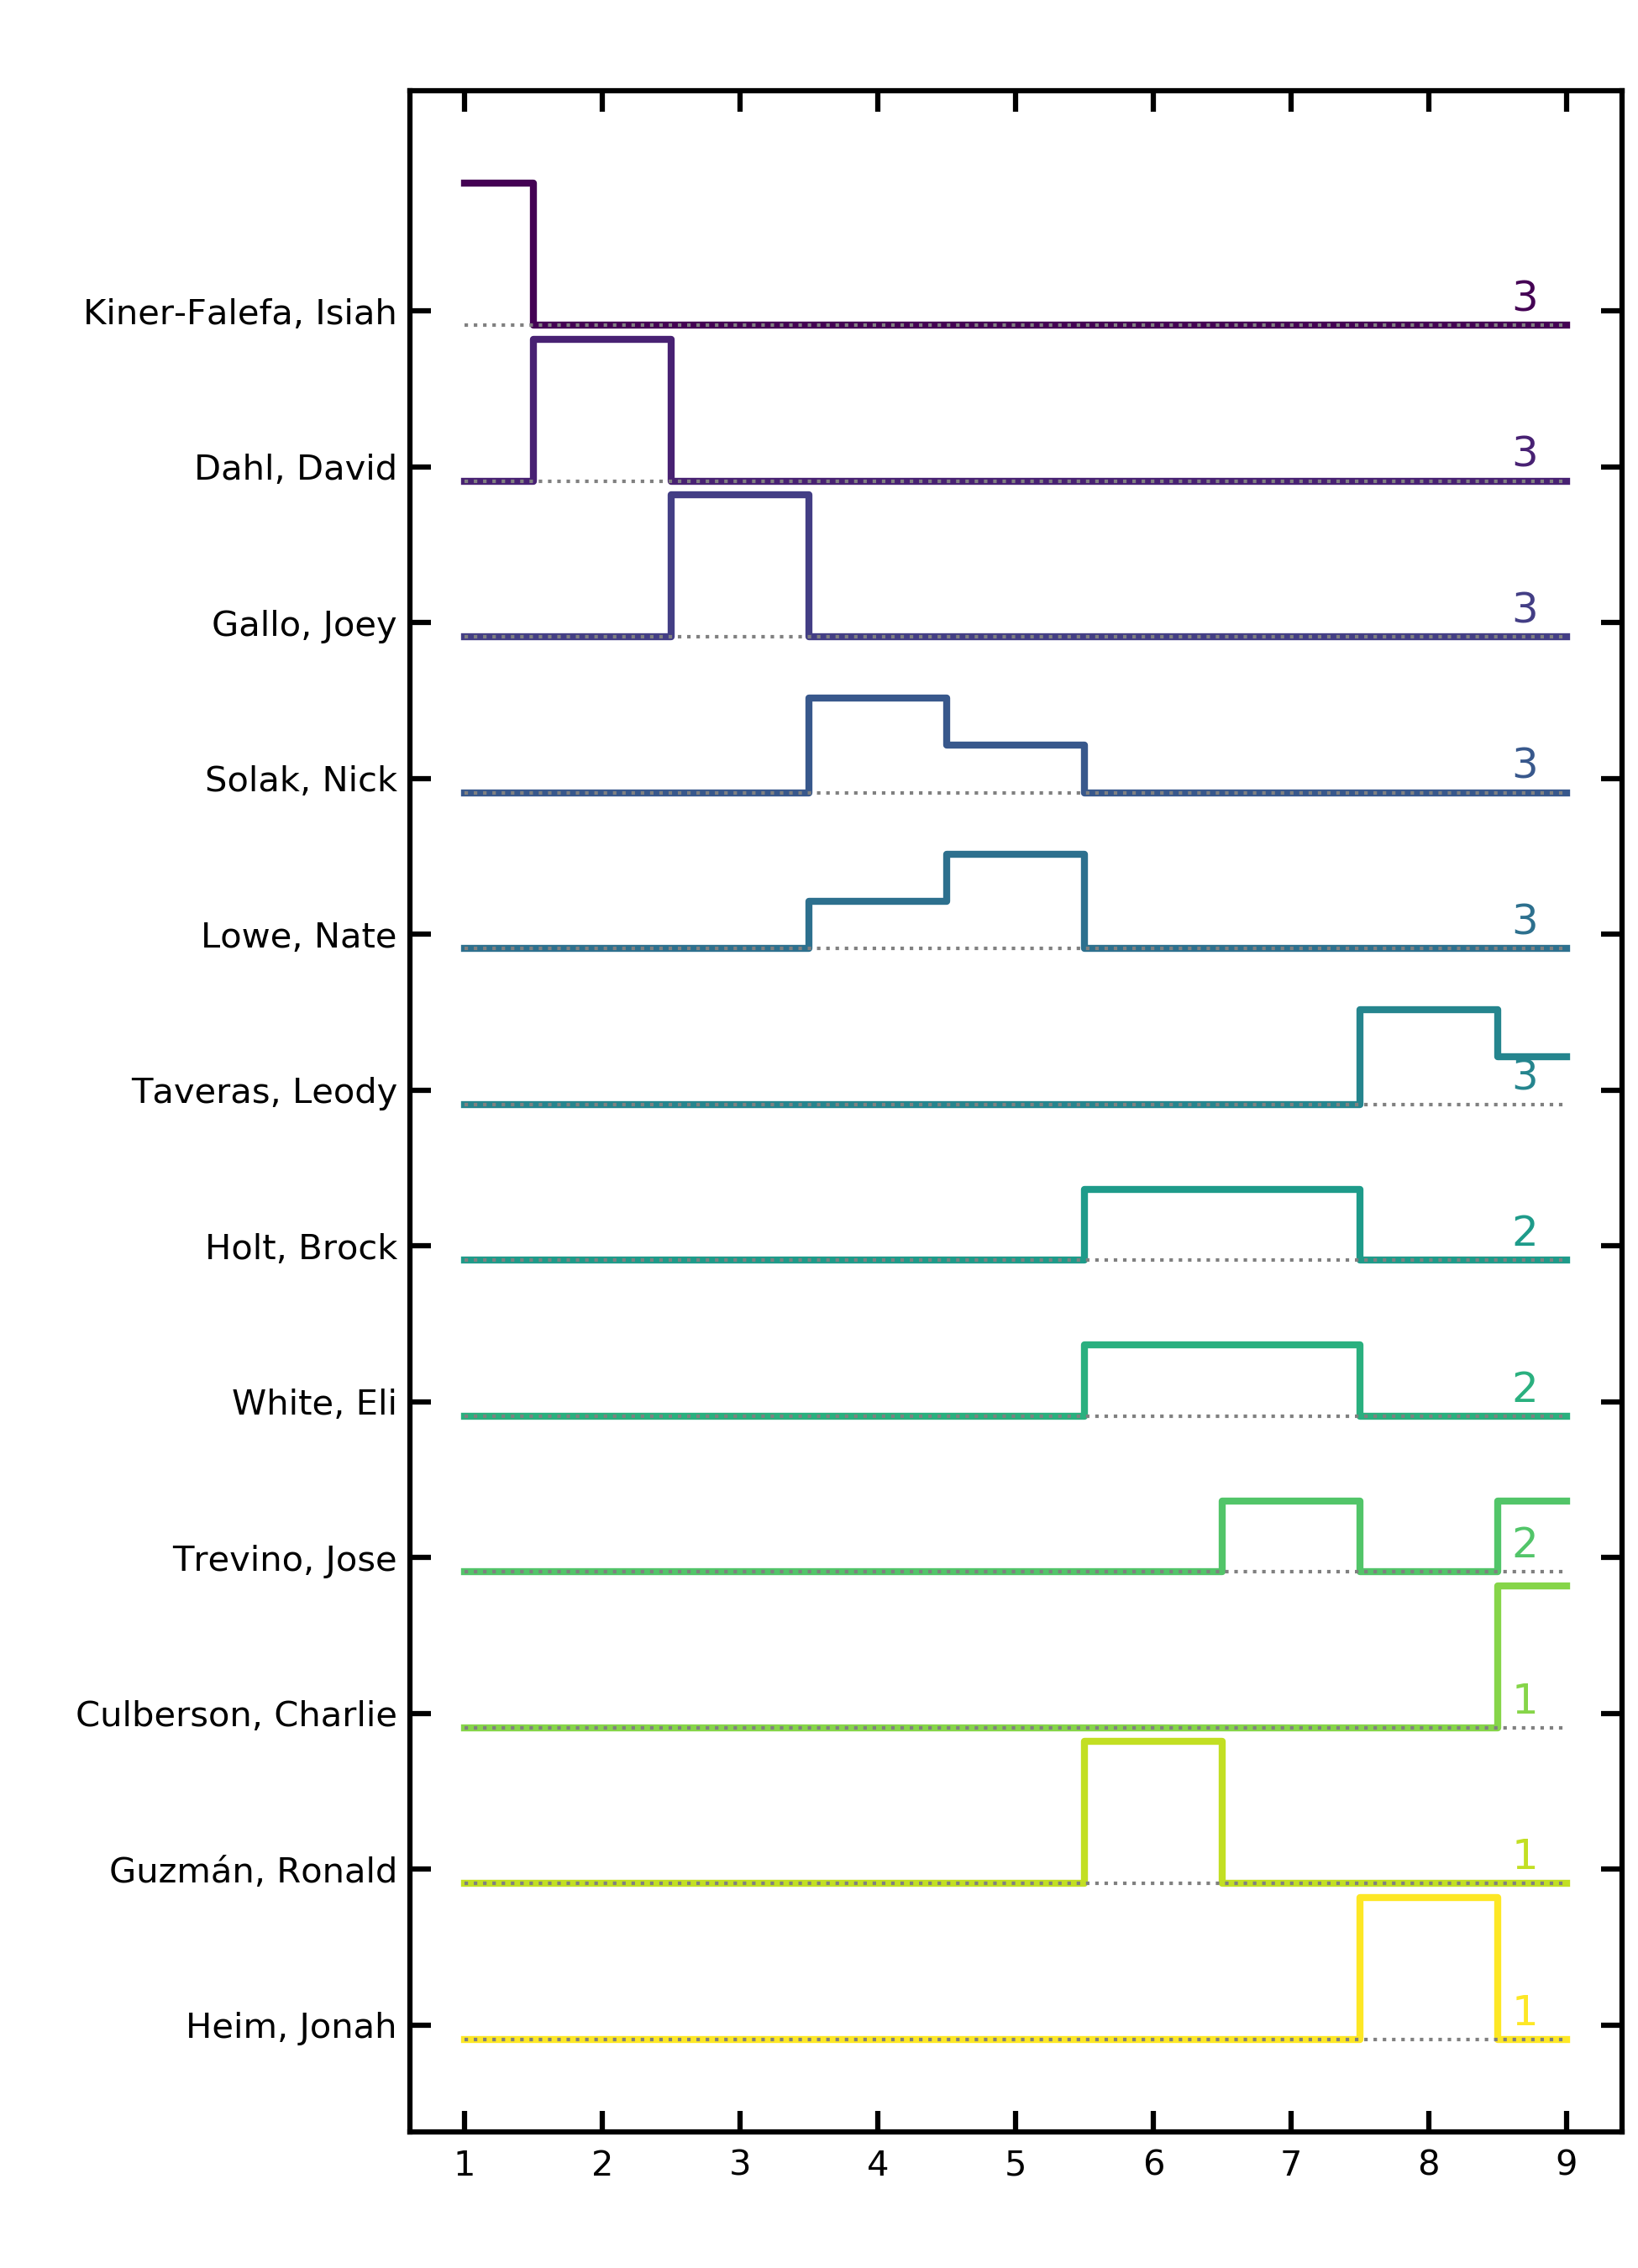 Kiner-Falefa, Isiah 3
Dahl, David 3
Gallo, Joey 3
Solak, Nick 3
Lowe, Nate 3
Taveras, Leody 3
Holt, Brock 2
White, Eli 2
Trevino, Jose 2
Culberson, Charlie 1
Guzmán, Ronald 1
Heim, Jonah 1
1 2 3 4 5 6 7 8 9